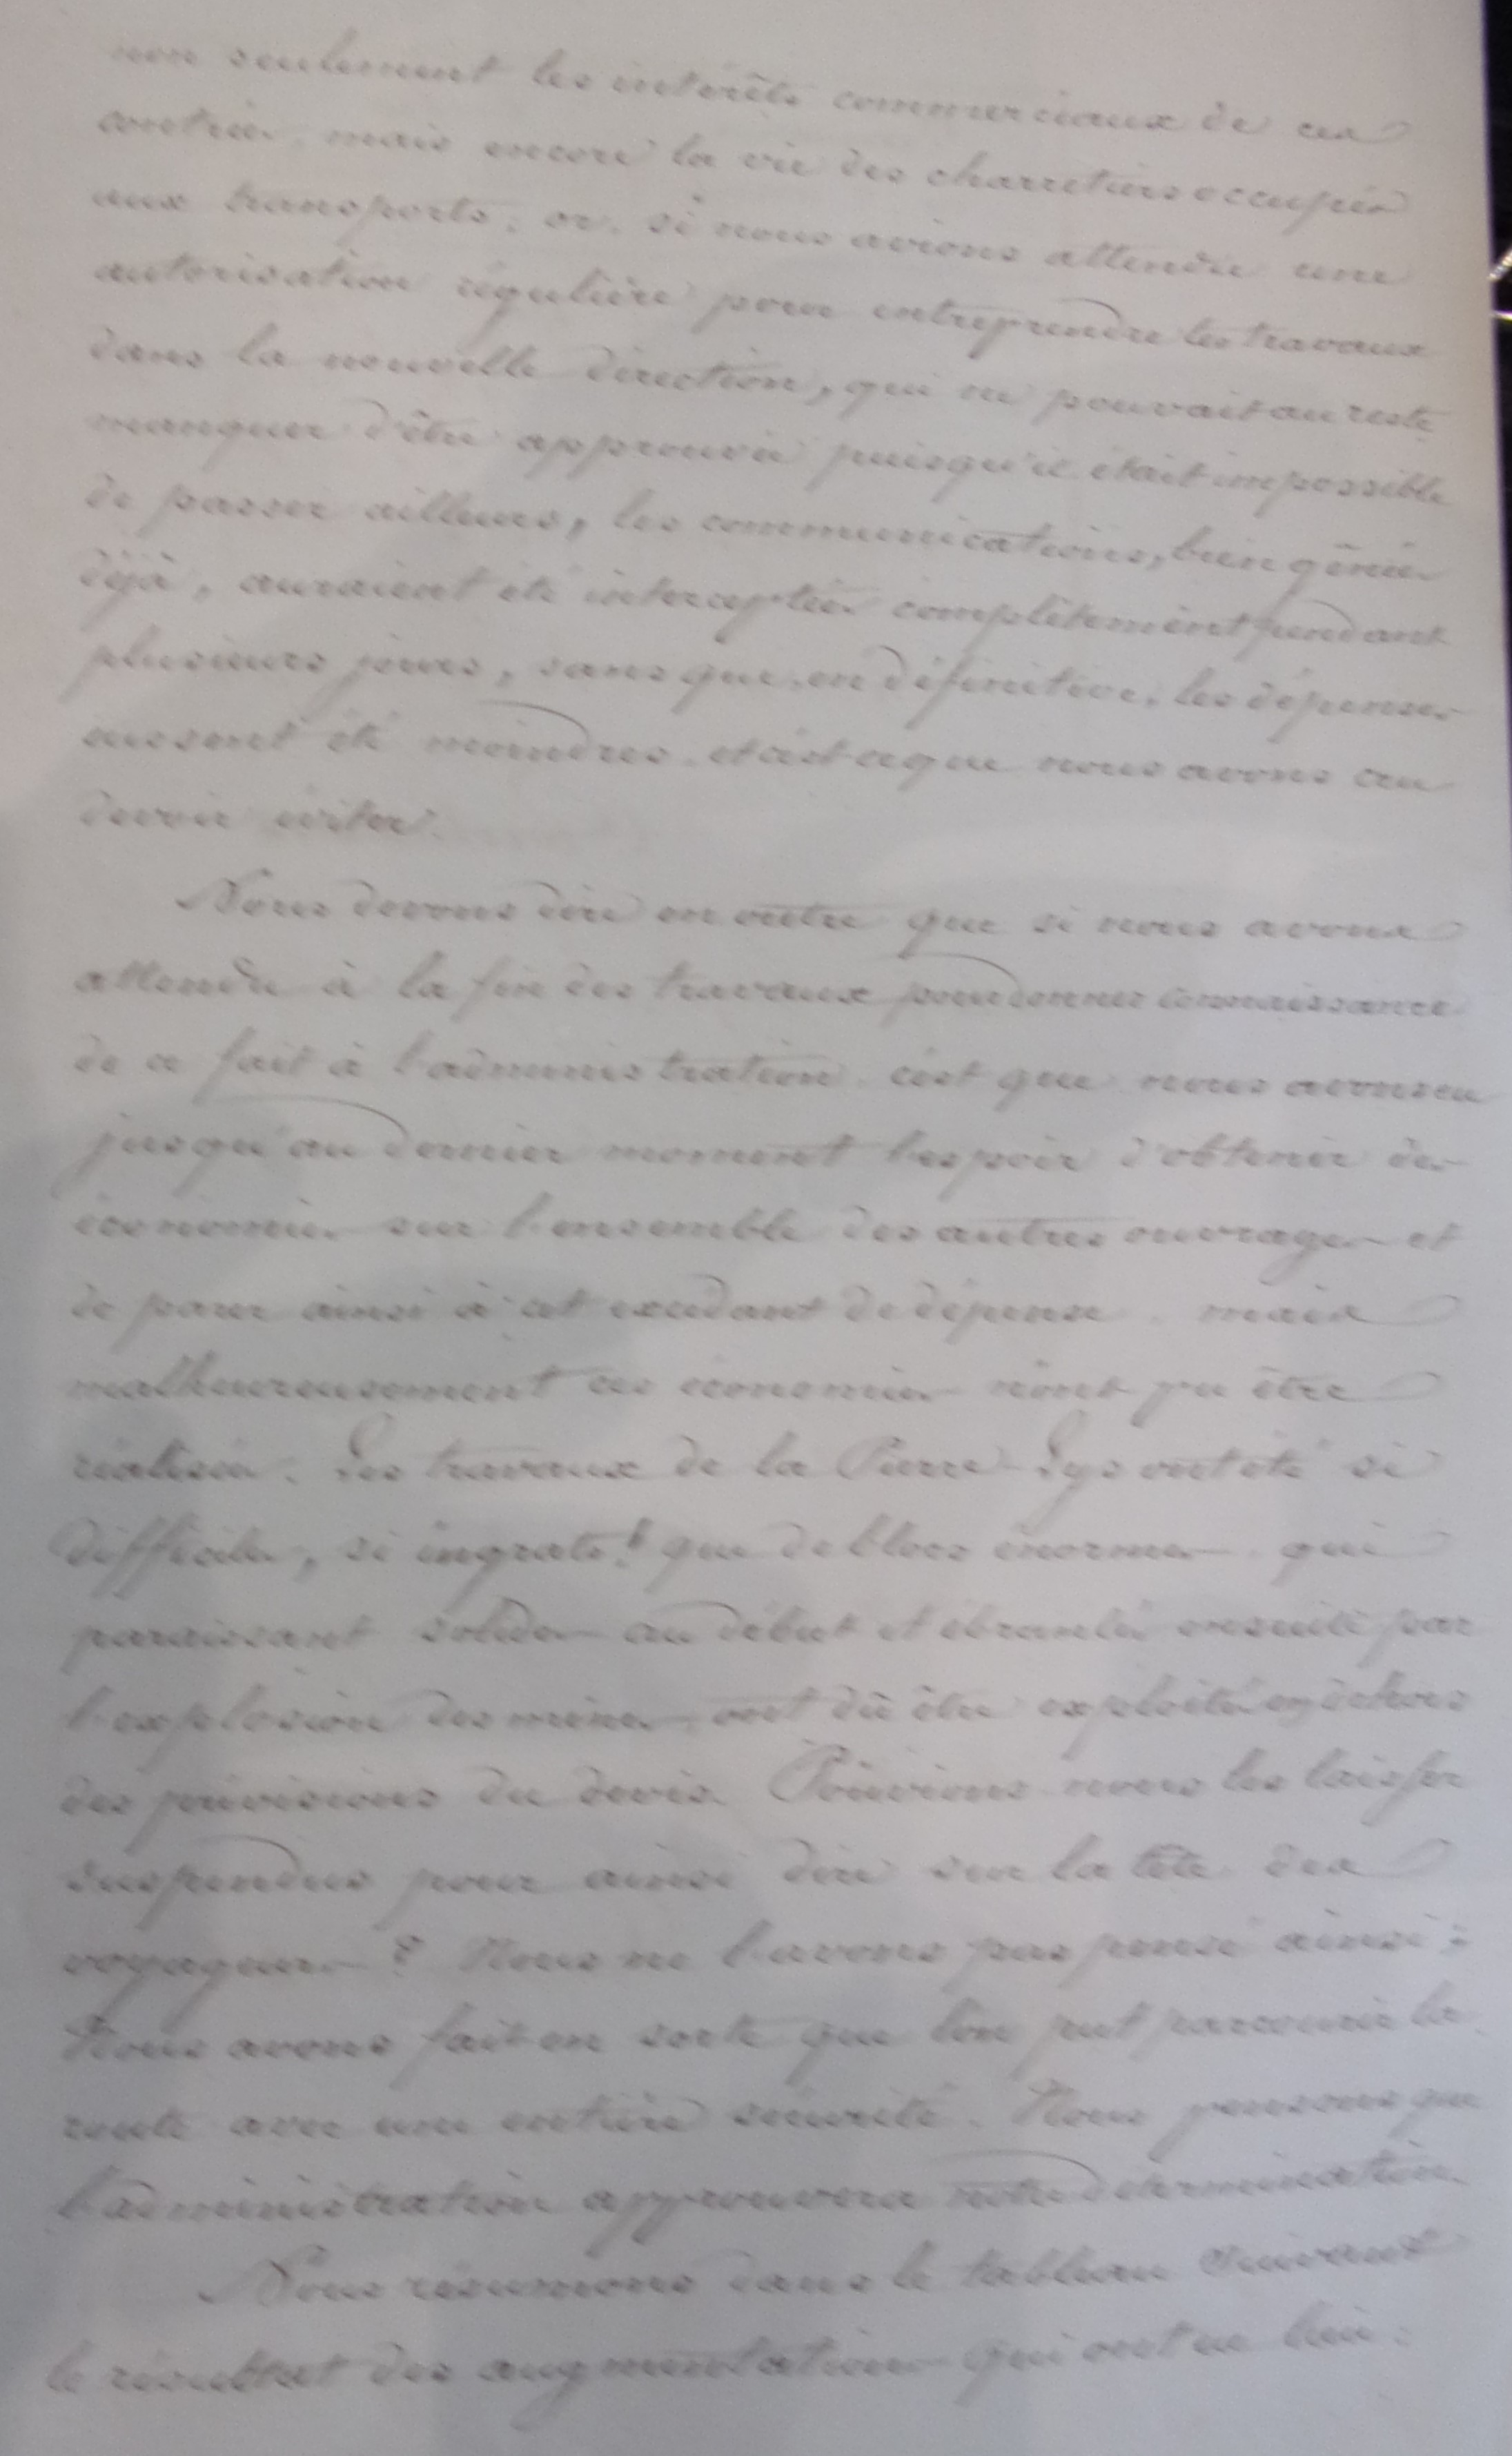 non seulement les intérêts commerciaux de ces
contrées, mais encore la vie des charretiers occupés
aux transports; or, si nous avions attendu une
autorisation régulière pour entreprendre les travaux
dans la nouvelle direction, qui ne pouvait au reste
manquer d'être approuvée puisqu'il était impossible
de passer ailleurs, les communications, bien gênées
déjà, auraient été interceptées complètement pendant
plusieurs jours, sans que, en définitive, les dépenses
eussent été moindres, et c'est ce que nous avons cru
devoir éviter.
Nous devons dire en outre que si nous avons
attendu à la fin des travaux pour donner connaissance
de ce fait à l'administration, c'est que nous avons eu
jusqu'au dernier moment l'espoir d'obtenir des
économies sur l'ensemble des autres ouvrages et
de parer ainsi à cet excédant de dépense, mais
malheureusement ces économies n'ont pu être
réalisées. Les travaux de la Pierre-Lys ont été si
difficiles, si ingrats! que de blocs énormes, qui
paraissant solides au début et ébranlés ensuite par
l'explosion des mines, ont dû être exploités en dehors
des prévisions du devis. Pouvions-nous les laisser
suspendus pour ainsi dire sur la tête des
voyageurs? Nous ne l'avons pas pensé ainsi;
Nous avons fait en sorte que l'on put parcourir la
route avec une entière sécurité. Nous pensons que
l'administration approuvera notre détermination.
Nous résumons dans le tableau suivant
le résultat des augmentations qui ont eu lieu: